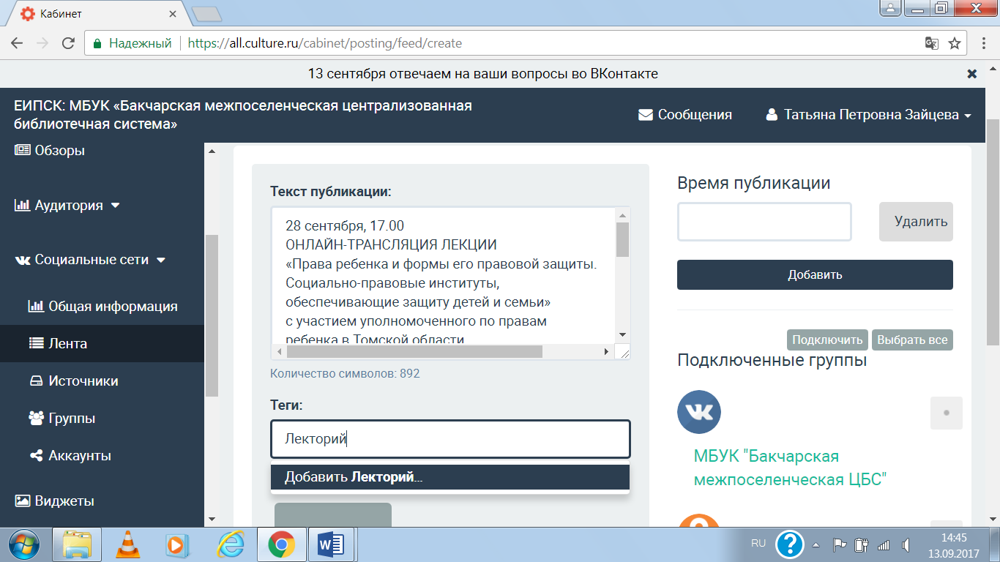 Кабинет
Надежный
https://all.culture.ru/cabinet/posting/feed/create
13 сентября отвечаем на ваши вопросы во ВКонтакте
ЕИПСК: МБУК «Бакчарская межпоселенческая централизованная
библиотечная система»
Сообщения
Татьяна Петровна Зайцева
Обзоры
Аудитория
Социальные сети
Общая информация
Лента
Источники
Группы
Аккаунты
Виджеты
Текст публикации:
28 сентября, 17.00
ОНЛАЙН-ТРАНСЛЯЦИЯ ЛЕКЦИИ
«Права ребенка и формы его правовой защиты.
Социально-правовые институты,
обеспечивающие защиту детей и семьи»
с участием уполномоченного по правам
ребенка в Томской области
Количество символов: 892
Теги:
Лекторий
Добавить Лекторий...
Время публикации
Удалить
Добавить
Подключить
Выбрать все
Подключенные группы
МБУК "Бакчарская
межпоселенческая ЦБС"
RU
14:45
13.09.2017